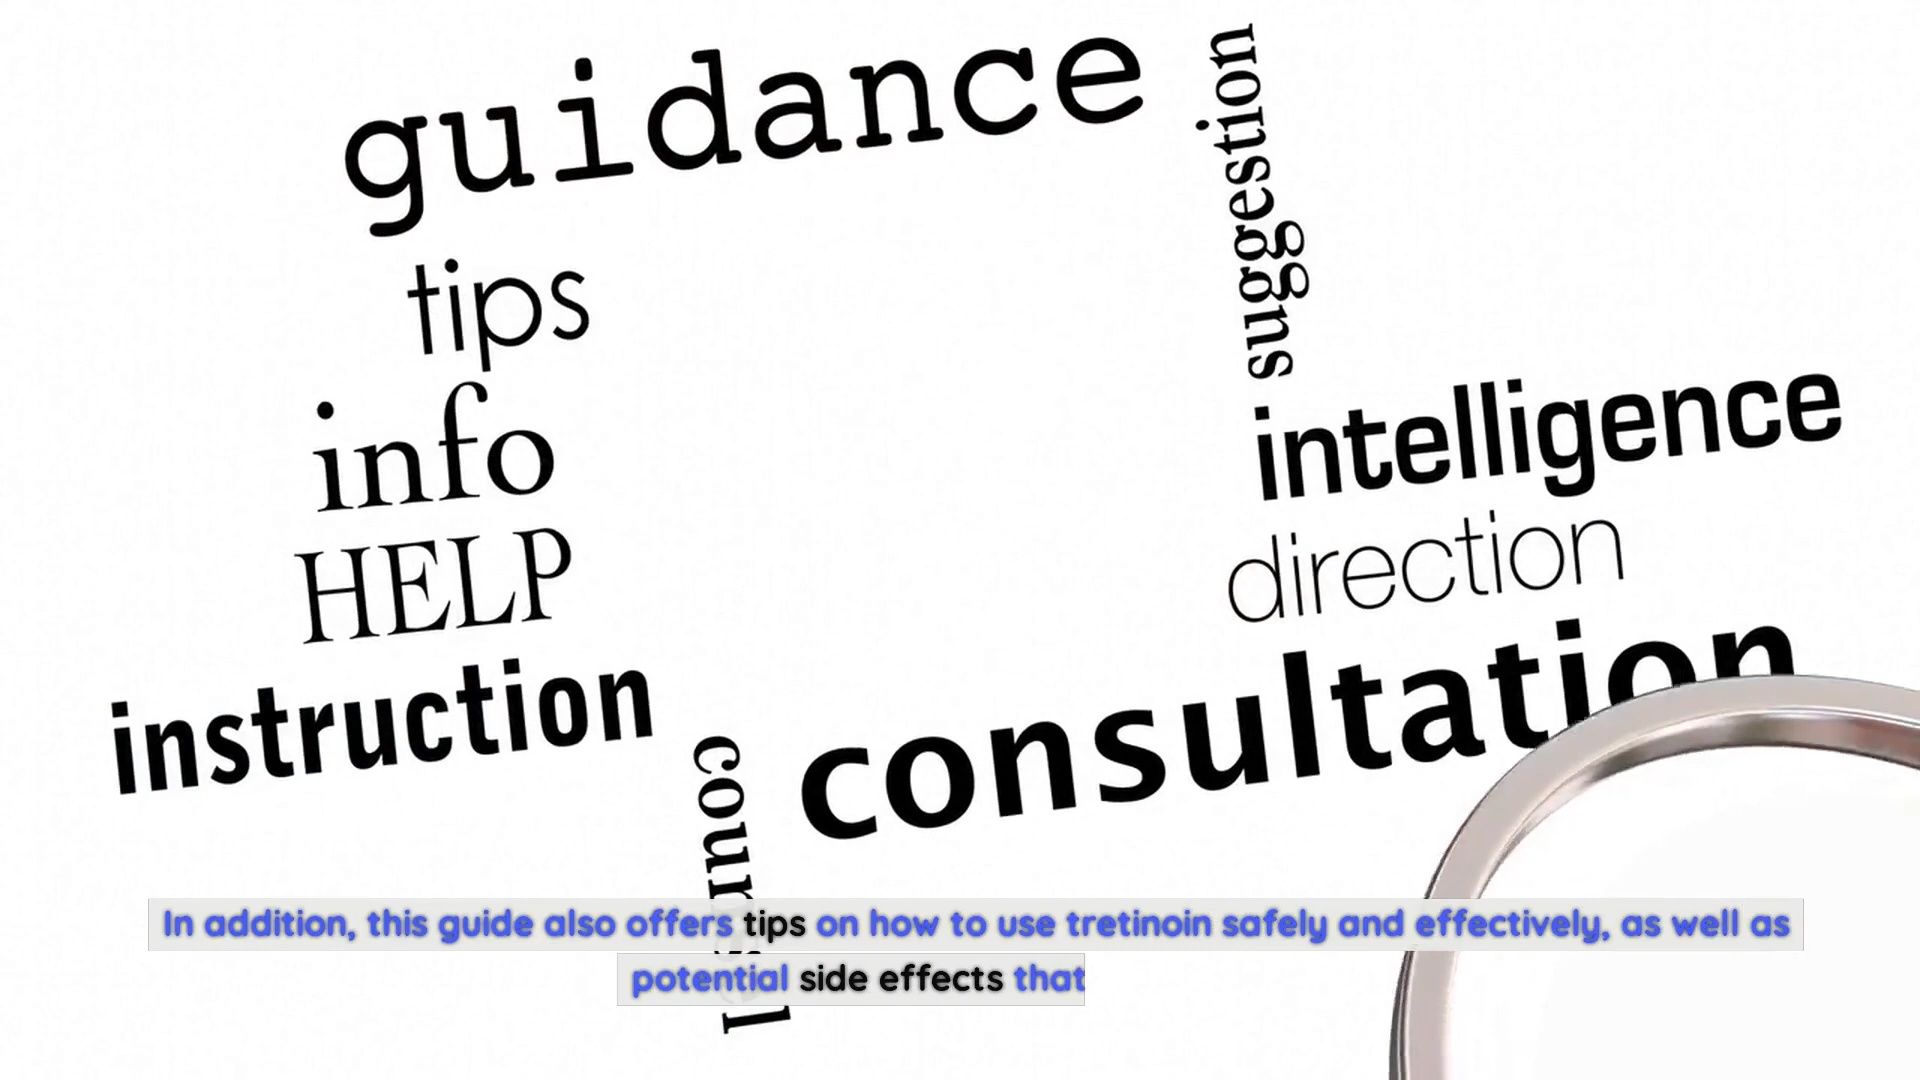 guidance
suggestion
tips
info
intelligence
HELP
direction
instruction
consultation
counsel
In addition, this guide also offers tips on how to use tretinoin safely and effectively, as well as
potential side effects that